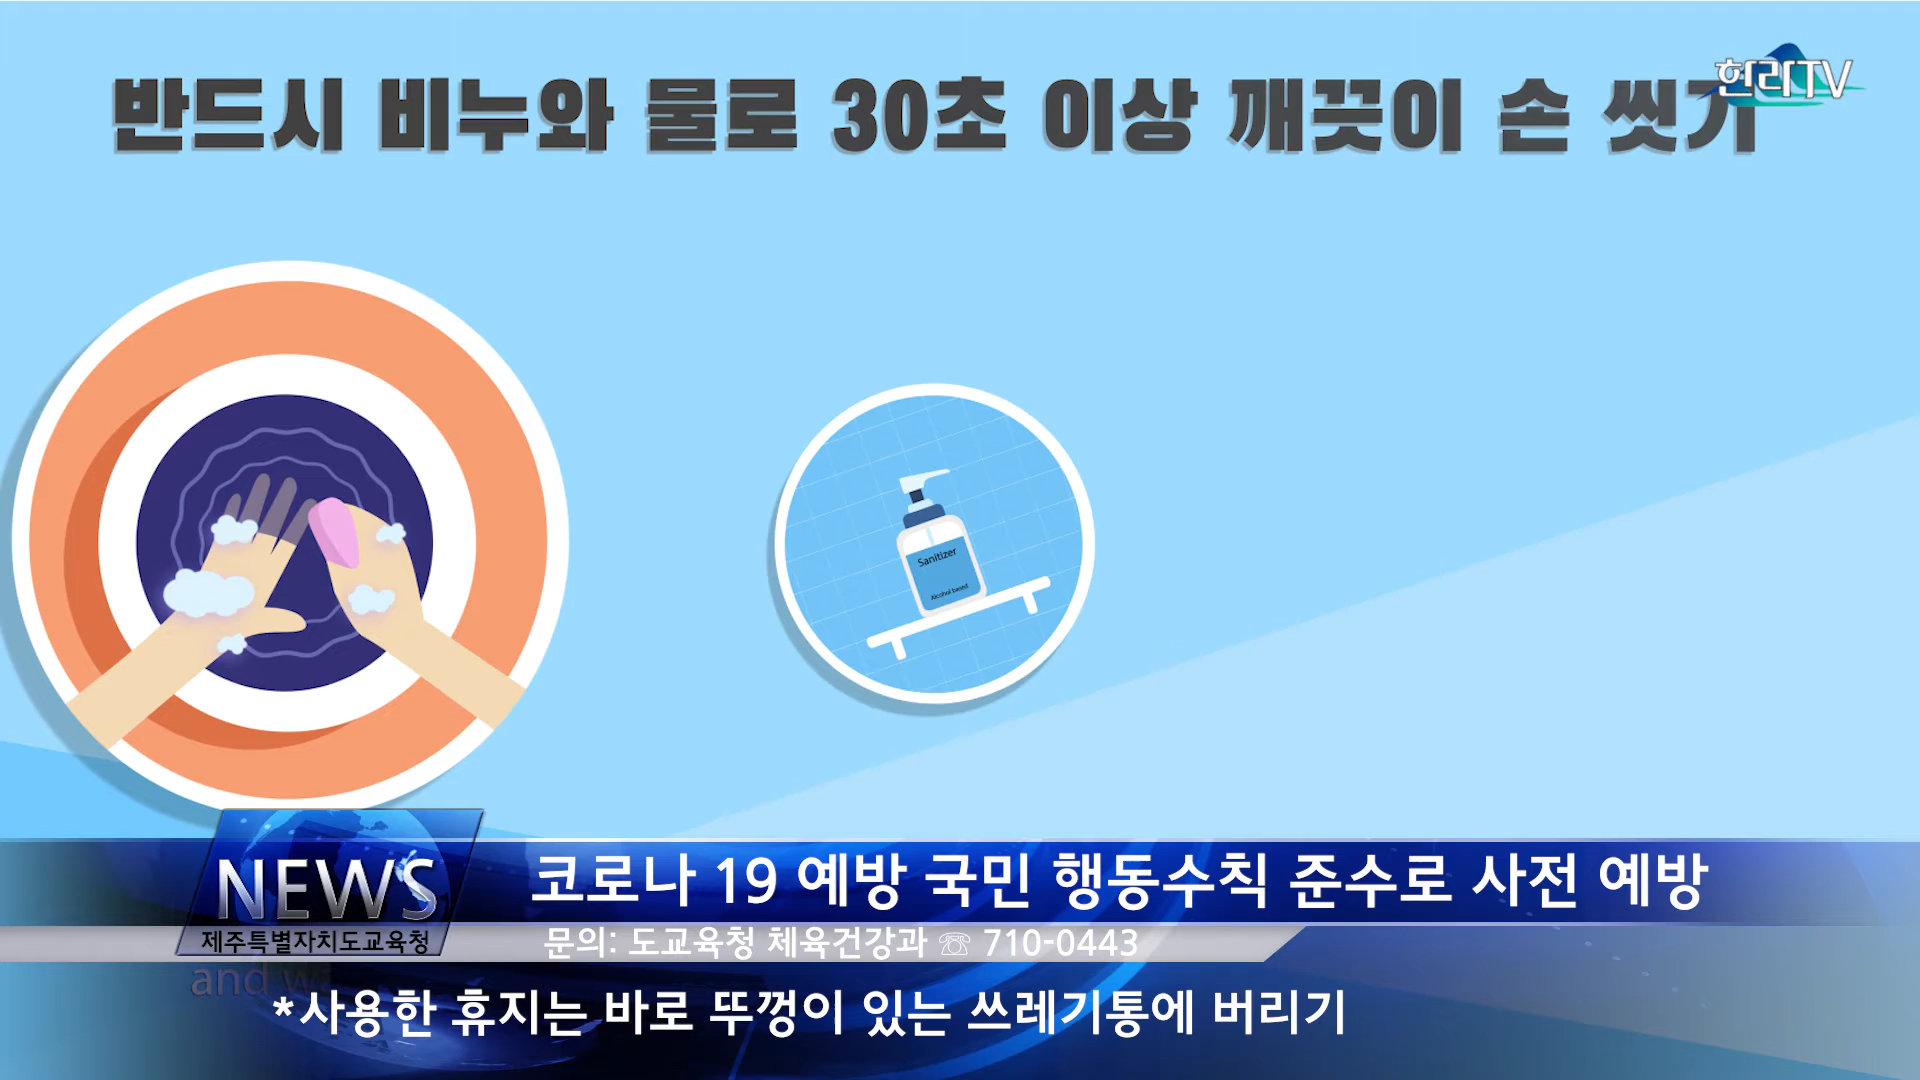 한라TV
반드시 비누와 물로 30초 이상 깨끗이 손 씻기
Sanitizer
Alcohol based
NEWS
제주특별자치도교육청
코로나 19 예방 국민 행동수칙 준수로 사전 예방
문의: 도교육청 체육건강과 ☏ 710-0443
and
*사용한 휴지는 바로 뚜껑이 있는 쓰레기통에 버리기